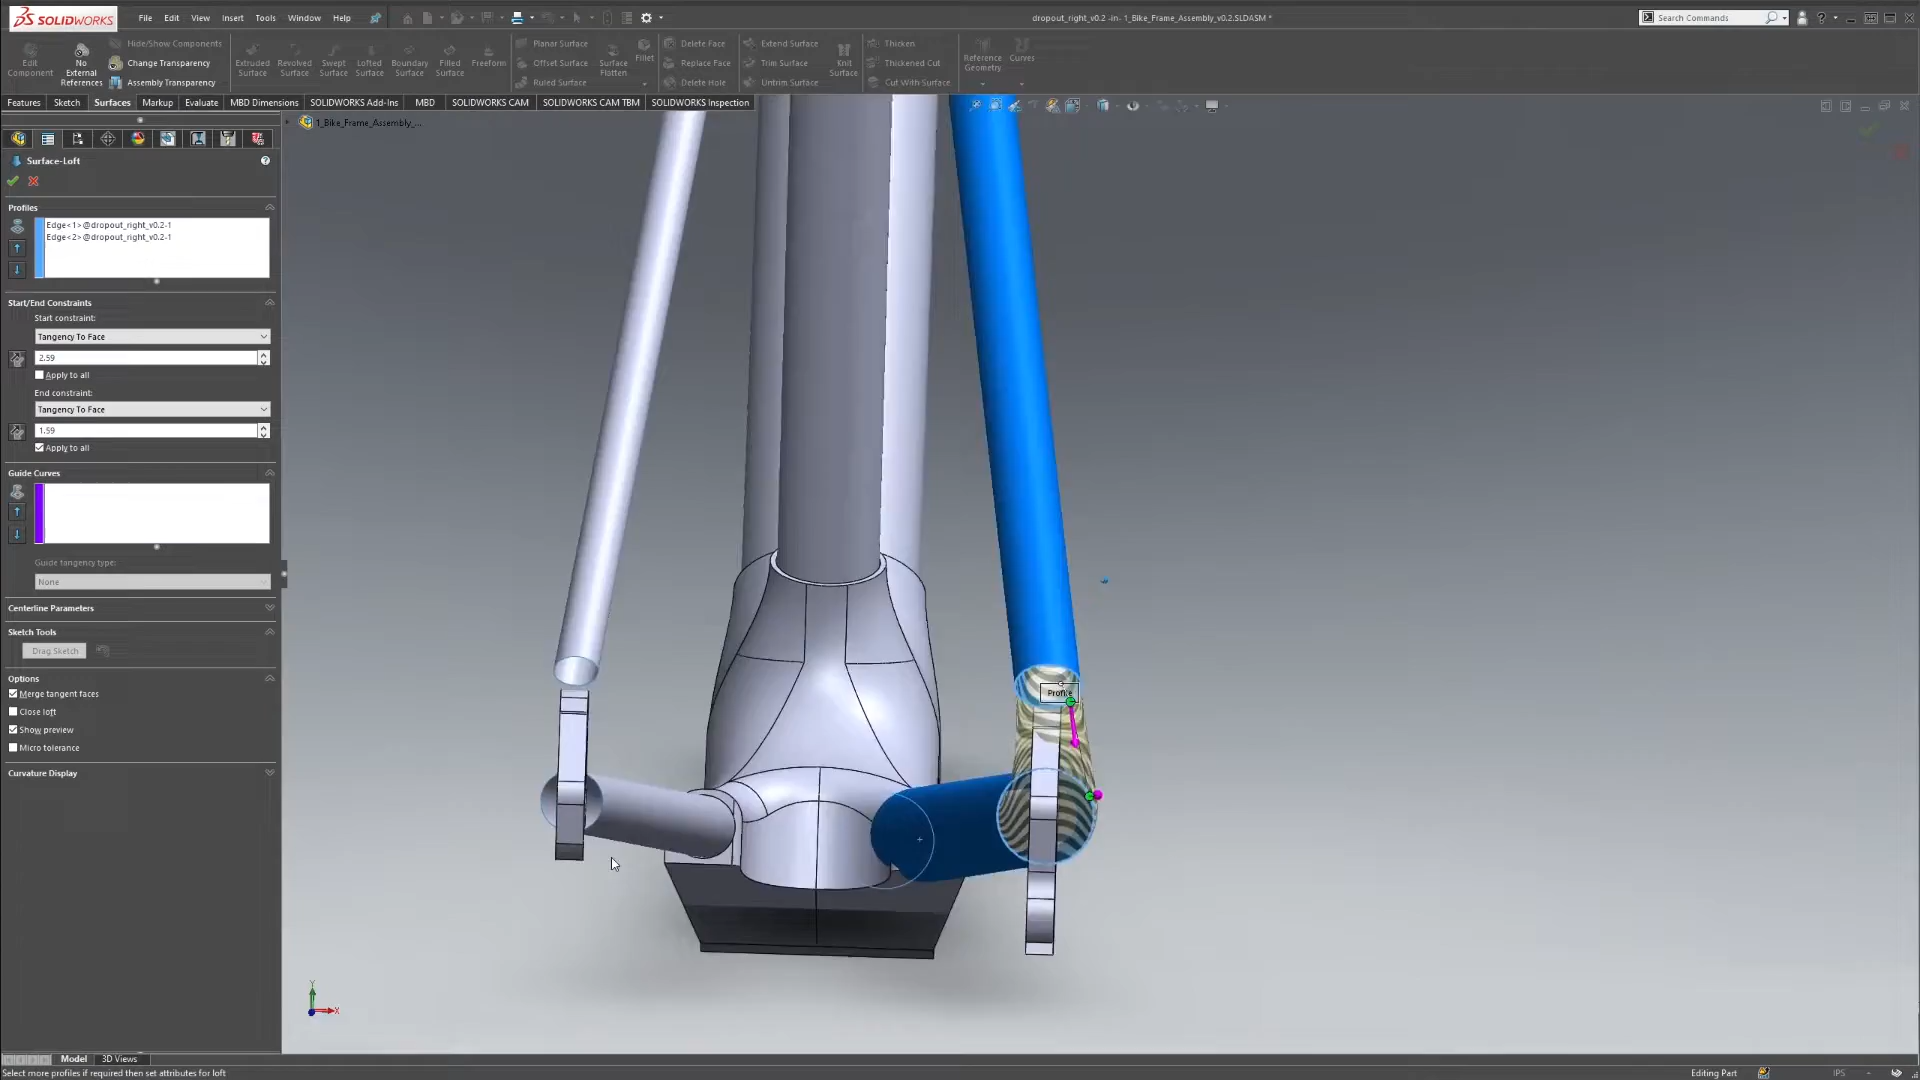 SOLIDWORKS File Edit View Insert Tools Window Help dropout_right_v0.2 -in- 1_Bike_Frame_Assembly_v0.2.SLDASM * Search Commands
Edit Component
No External References
Hide/Show Components
Change Transparency
Assembly Transparency
Extruded Surface
Revolved Surface
Swept Surface
Lofted Surface
Boundary Surface
Filled Surface
Freeform
Planar Surface
Offset Surface
Ruled Surface
Surface Flatten
Fillet
Delete Face
Replace Face
Delete Hole
Extend Surface
Trim Surface
Untrim Surface
Knit Surface
Thicken
Thickened Cut
Cut With Surface
Reference Geometry
Curves
Features Sketch Surfaces Markup Evaluate MBD Dimensions SOLIDWORKS Add-Ins MBD SOLIDWORKS CAM SOLIDWORKS CAM TBM SOLIDWORKS Inspection
1_Bike_Frame_Assembly_...
Surface-Loft
Profiles
Edge<1>@dropout_right_v0.2-1
Edge<2>@dropout_right_v0.2-1
Start/End Constraints
Start constraint:
Tangency To Face
2.59
Apply to all
End constraint:
Tangency To Face
1.59
Apply to all
Guide Curves
Guide tangency type:
None
Centerline Parameters
Sketch Tools
Drag Sketch
Options
Merge tangent faces
Close loft
Show preview
Micro tolerance
Curvature Display
Profile
Y
X
Model 3D Views
Select more profiles if required then set attributes for loft Editing Part IPS